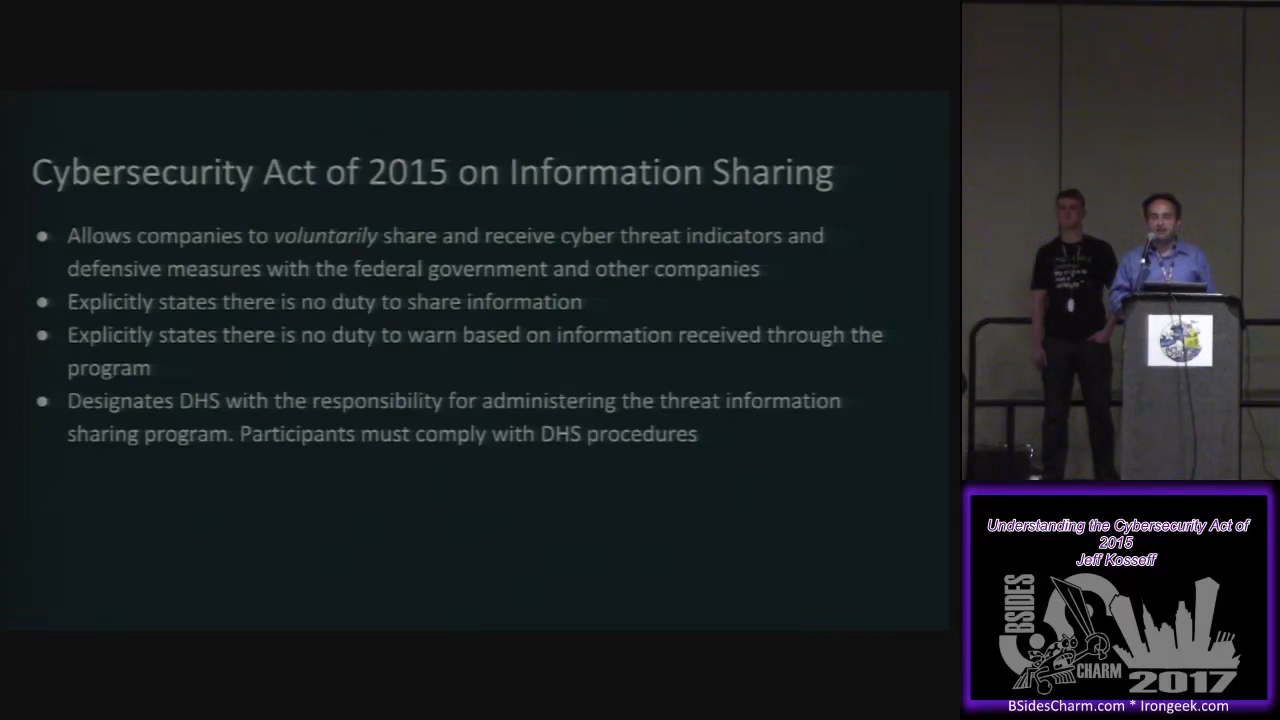 Cybersecurity Act of 2015 on Information Sharing
● Allows companies to voluntarily share and receive cyber threat indicators and
defensive measures with the federal government and other companies
● Explicitly states there is no duty to share information
● Explicitly states there is no duty to warn based on information received through the
program
● Designates DHS with the responsibility for administering the threat information
sharing program. Participants must comply with DHS procedures
Understanding the Cybersecurity Act of
2015
Jeff Kosseff
BSIDES
CHARM
2017
BSidesCharm.com * Irongeek.com